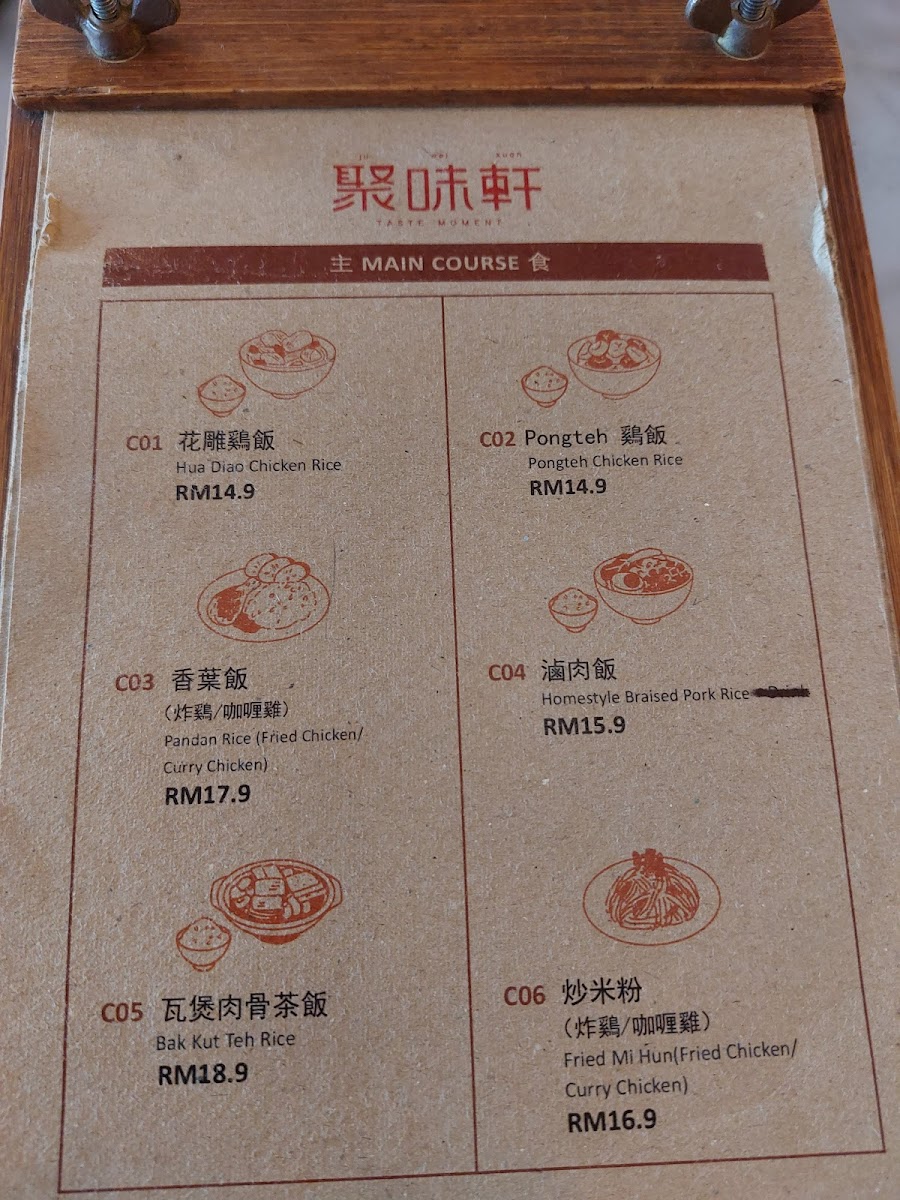 ju wei xuan
聚味軒
TASTE MOMENT
主 MAIN COURSE 食
C01 花雕鷄飯
Hua Diao Chicken Rice
RM14.9
C02 Pongteh 鷄飯
Pongteh Chicken Rice
RM14.9
C03 香葉飯
(炸鷄/咖喱雞)
Pandan Rice (Fried Chicken/
Curry Chicken)
RM17.9
C04 滷肉飯
Homestyle Braised Pork Rice
RM15.9
C05 瓦煲肉骨茶飯
Bak Kut Teh Rice
RM18.9
C06 炒米粉
(炸鷄/咖喱雞)
Fried Mi Hun(Fried Chicken/
Curry Chicken)
RM16.9